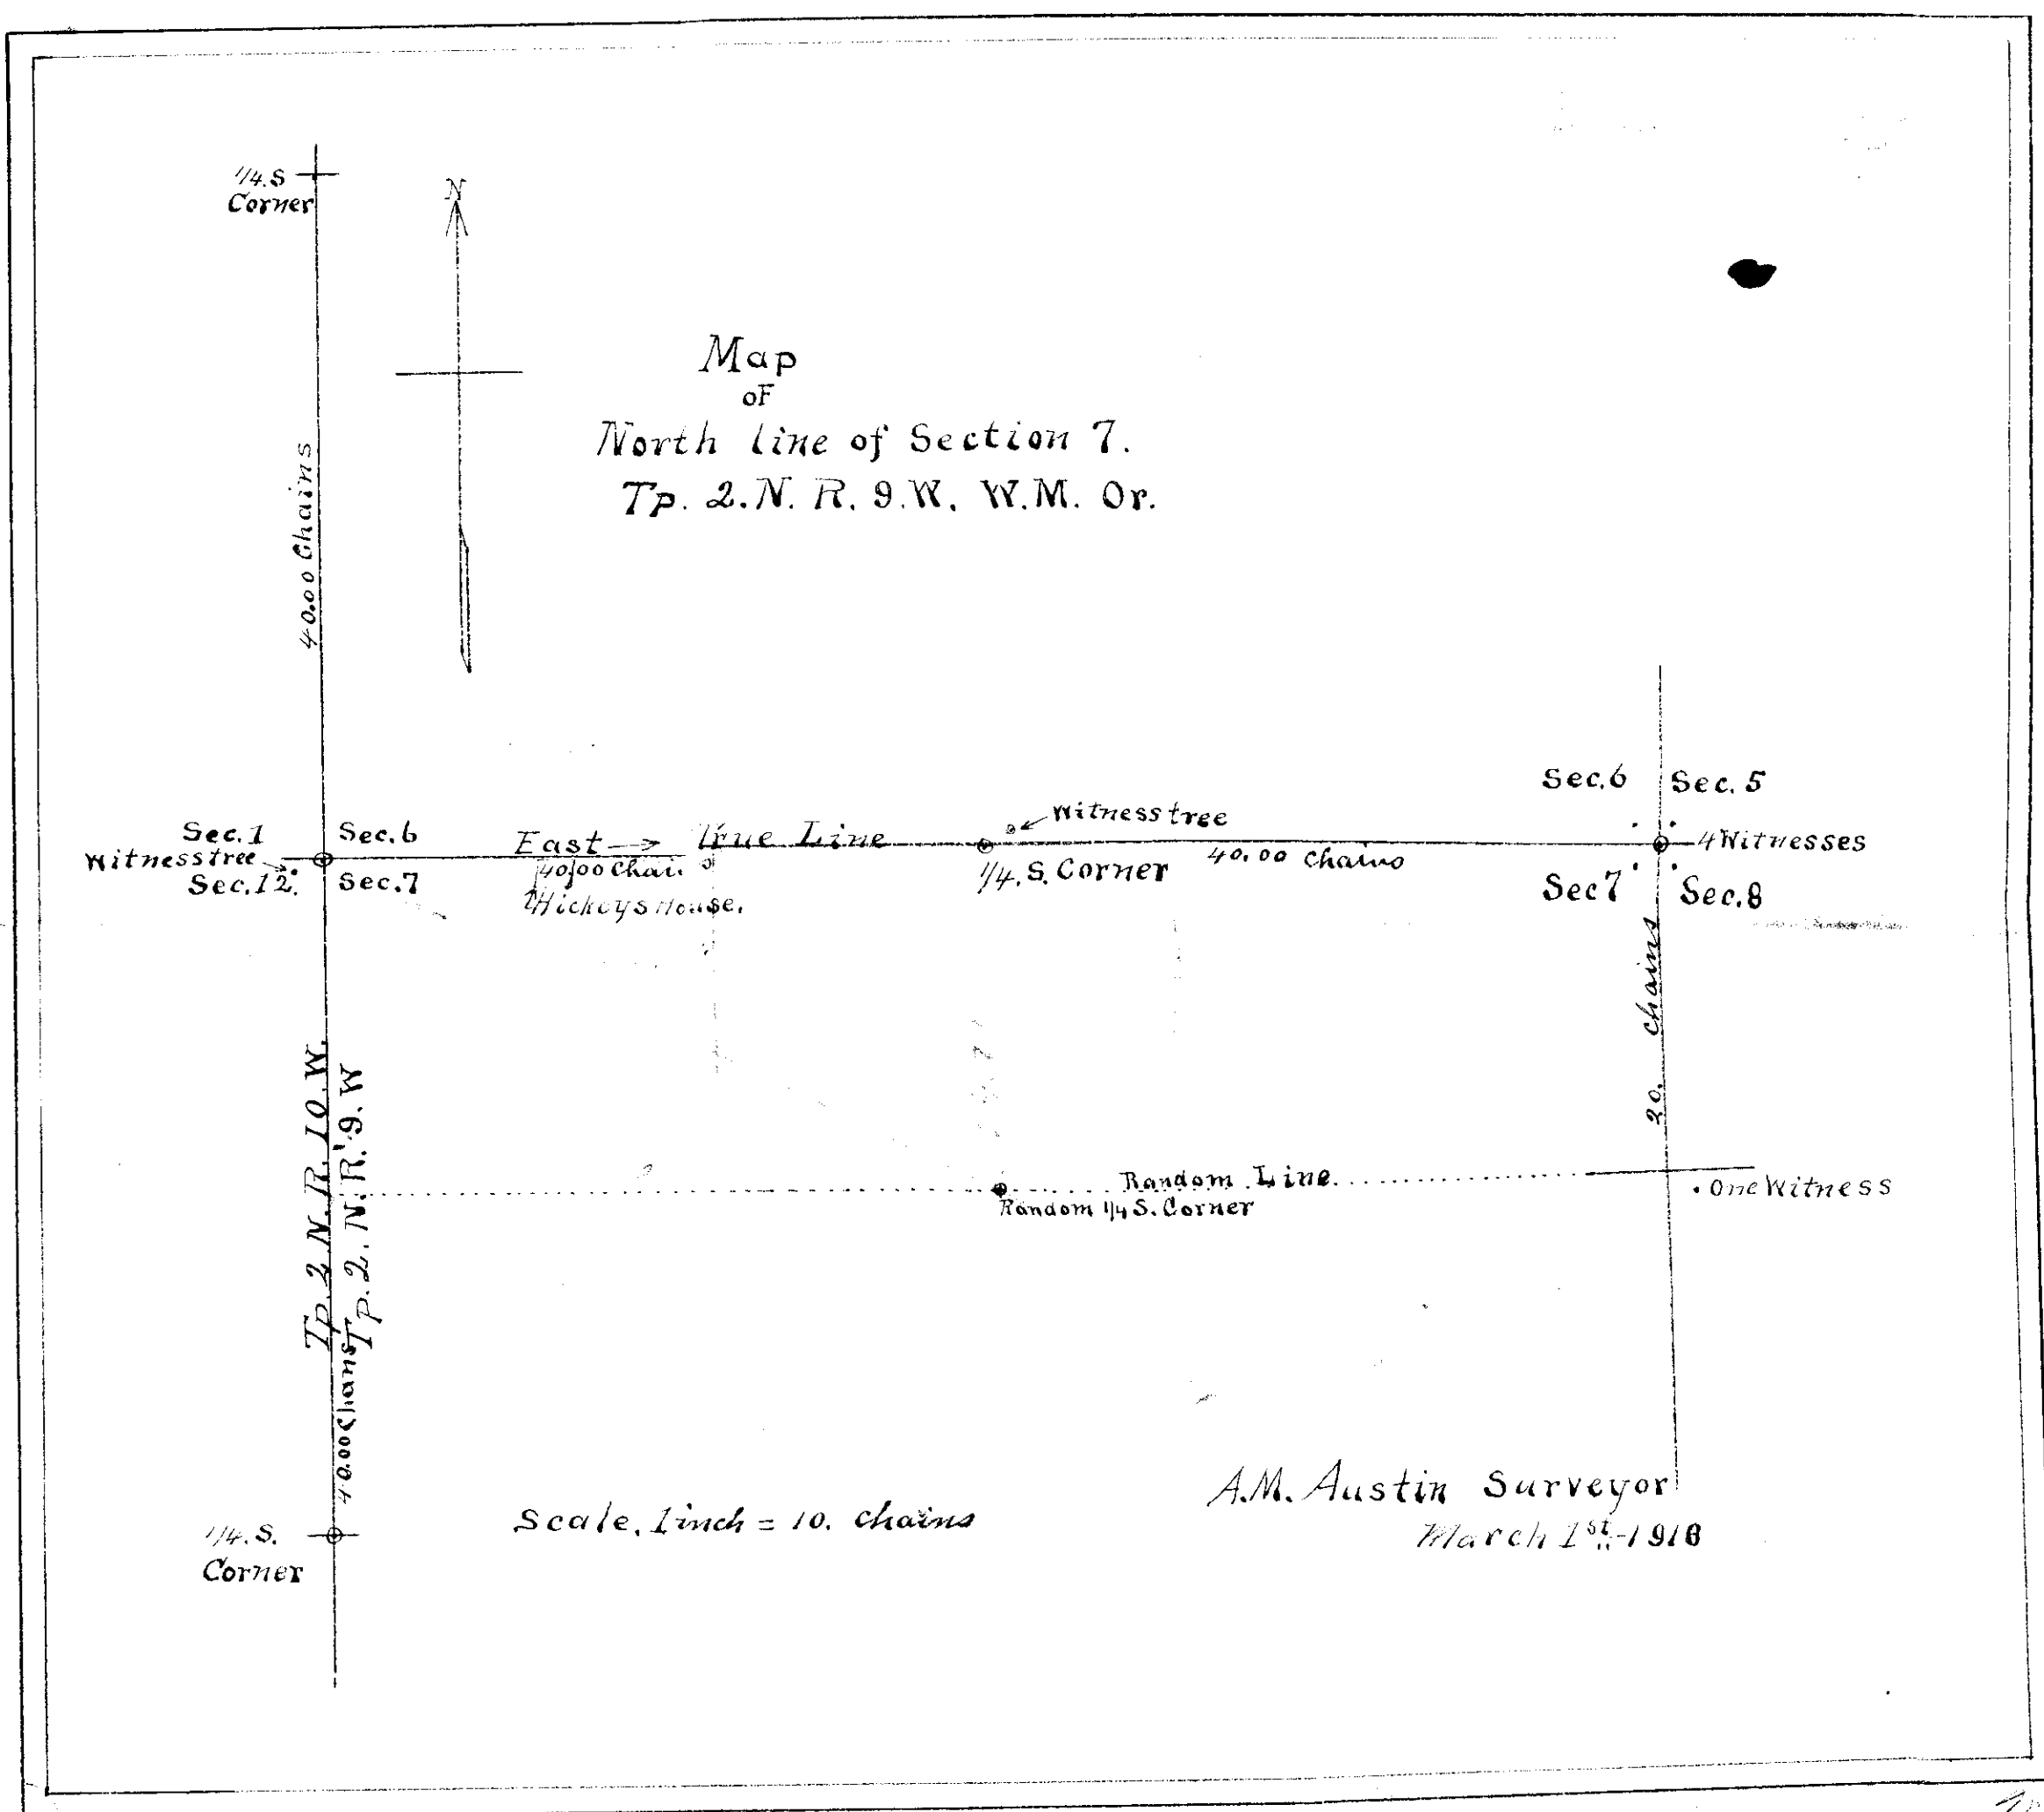 1/4.S
Corner
N
40.00 Chains
Map
oF
North line of Section 7.
Tp. 2.N. R. 9.W. W.M. Or.
Sec.6
Sec. 5
Sec. 1
Sec. 6
East → True Line
Witness tree
4 Witnesses
Witness tree
Sec. 12.
Sec. 7
40.00 Chai.
1/4. S. Corner
40.00 Chains
Sec 7
Sec. 8
Hickeys House.
20. Chains
Tp. 2 N. R. 10. W.
Tp. 2. N. R. 9. W
Random Line
Random 1/4 S. Corner
One Witness
40.00 Chans
1/4. S.
Corner
Scale. 1 inch = 10. chains
A.M. Austin Surveyor
March 1st - 1918